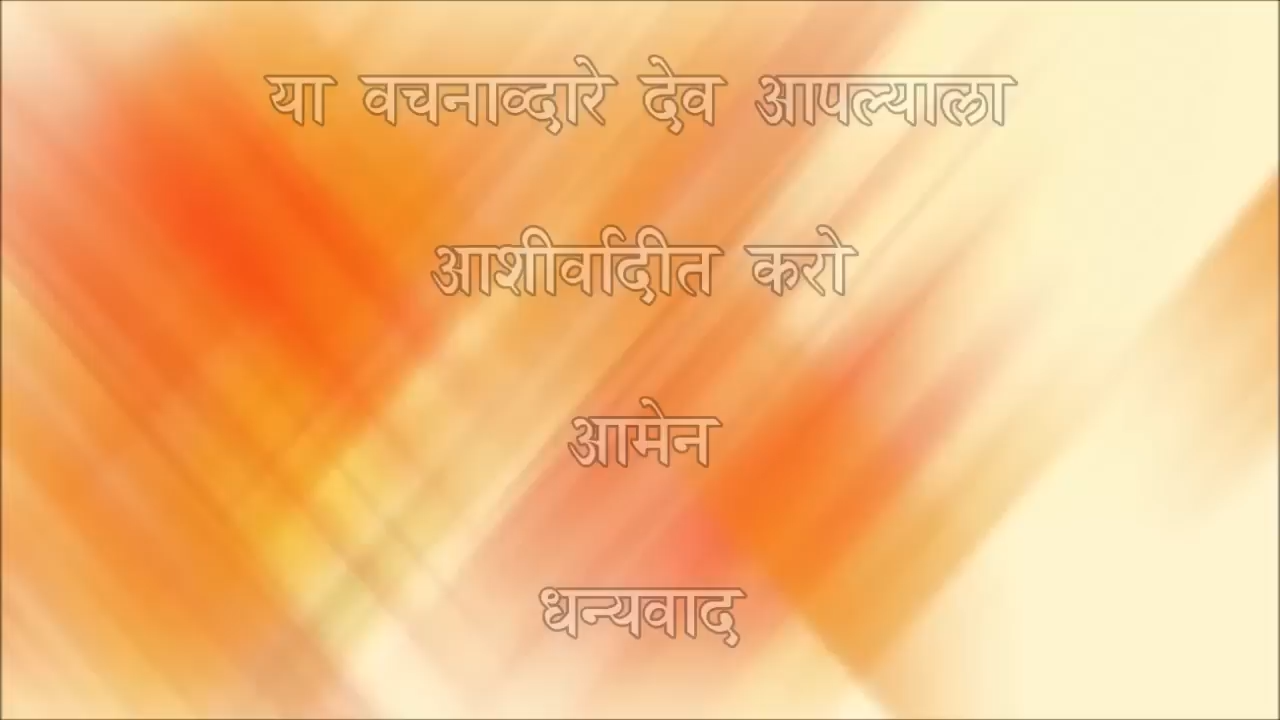 या वचनाव्दारे देव आपल्याला
आशीर्वादीत करो
आमेन
धन्यवाद